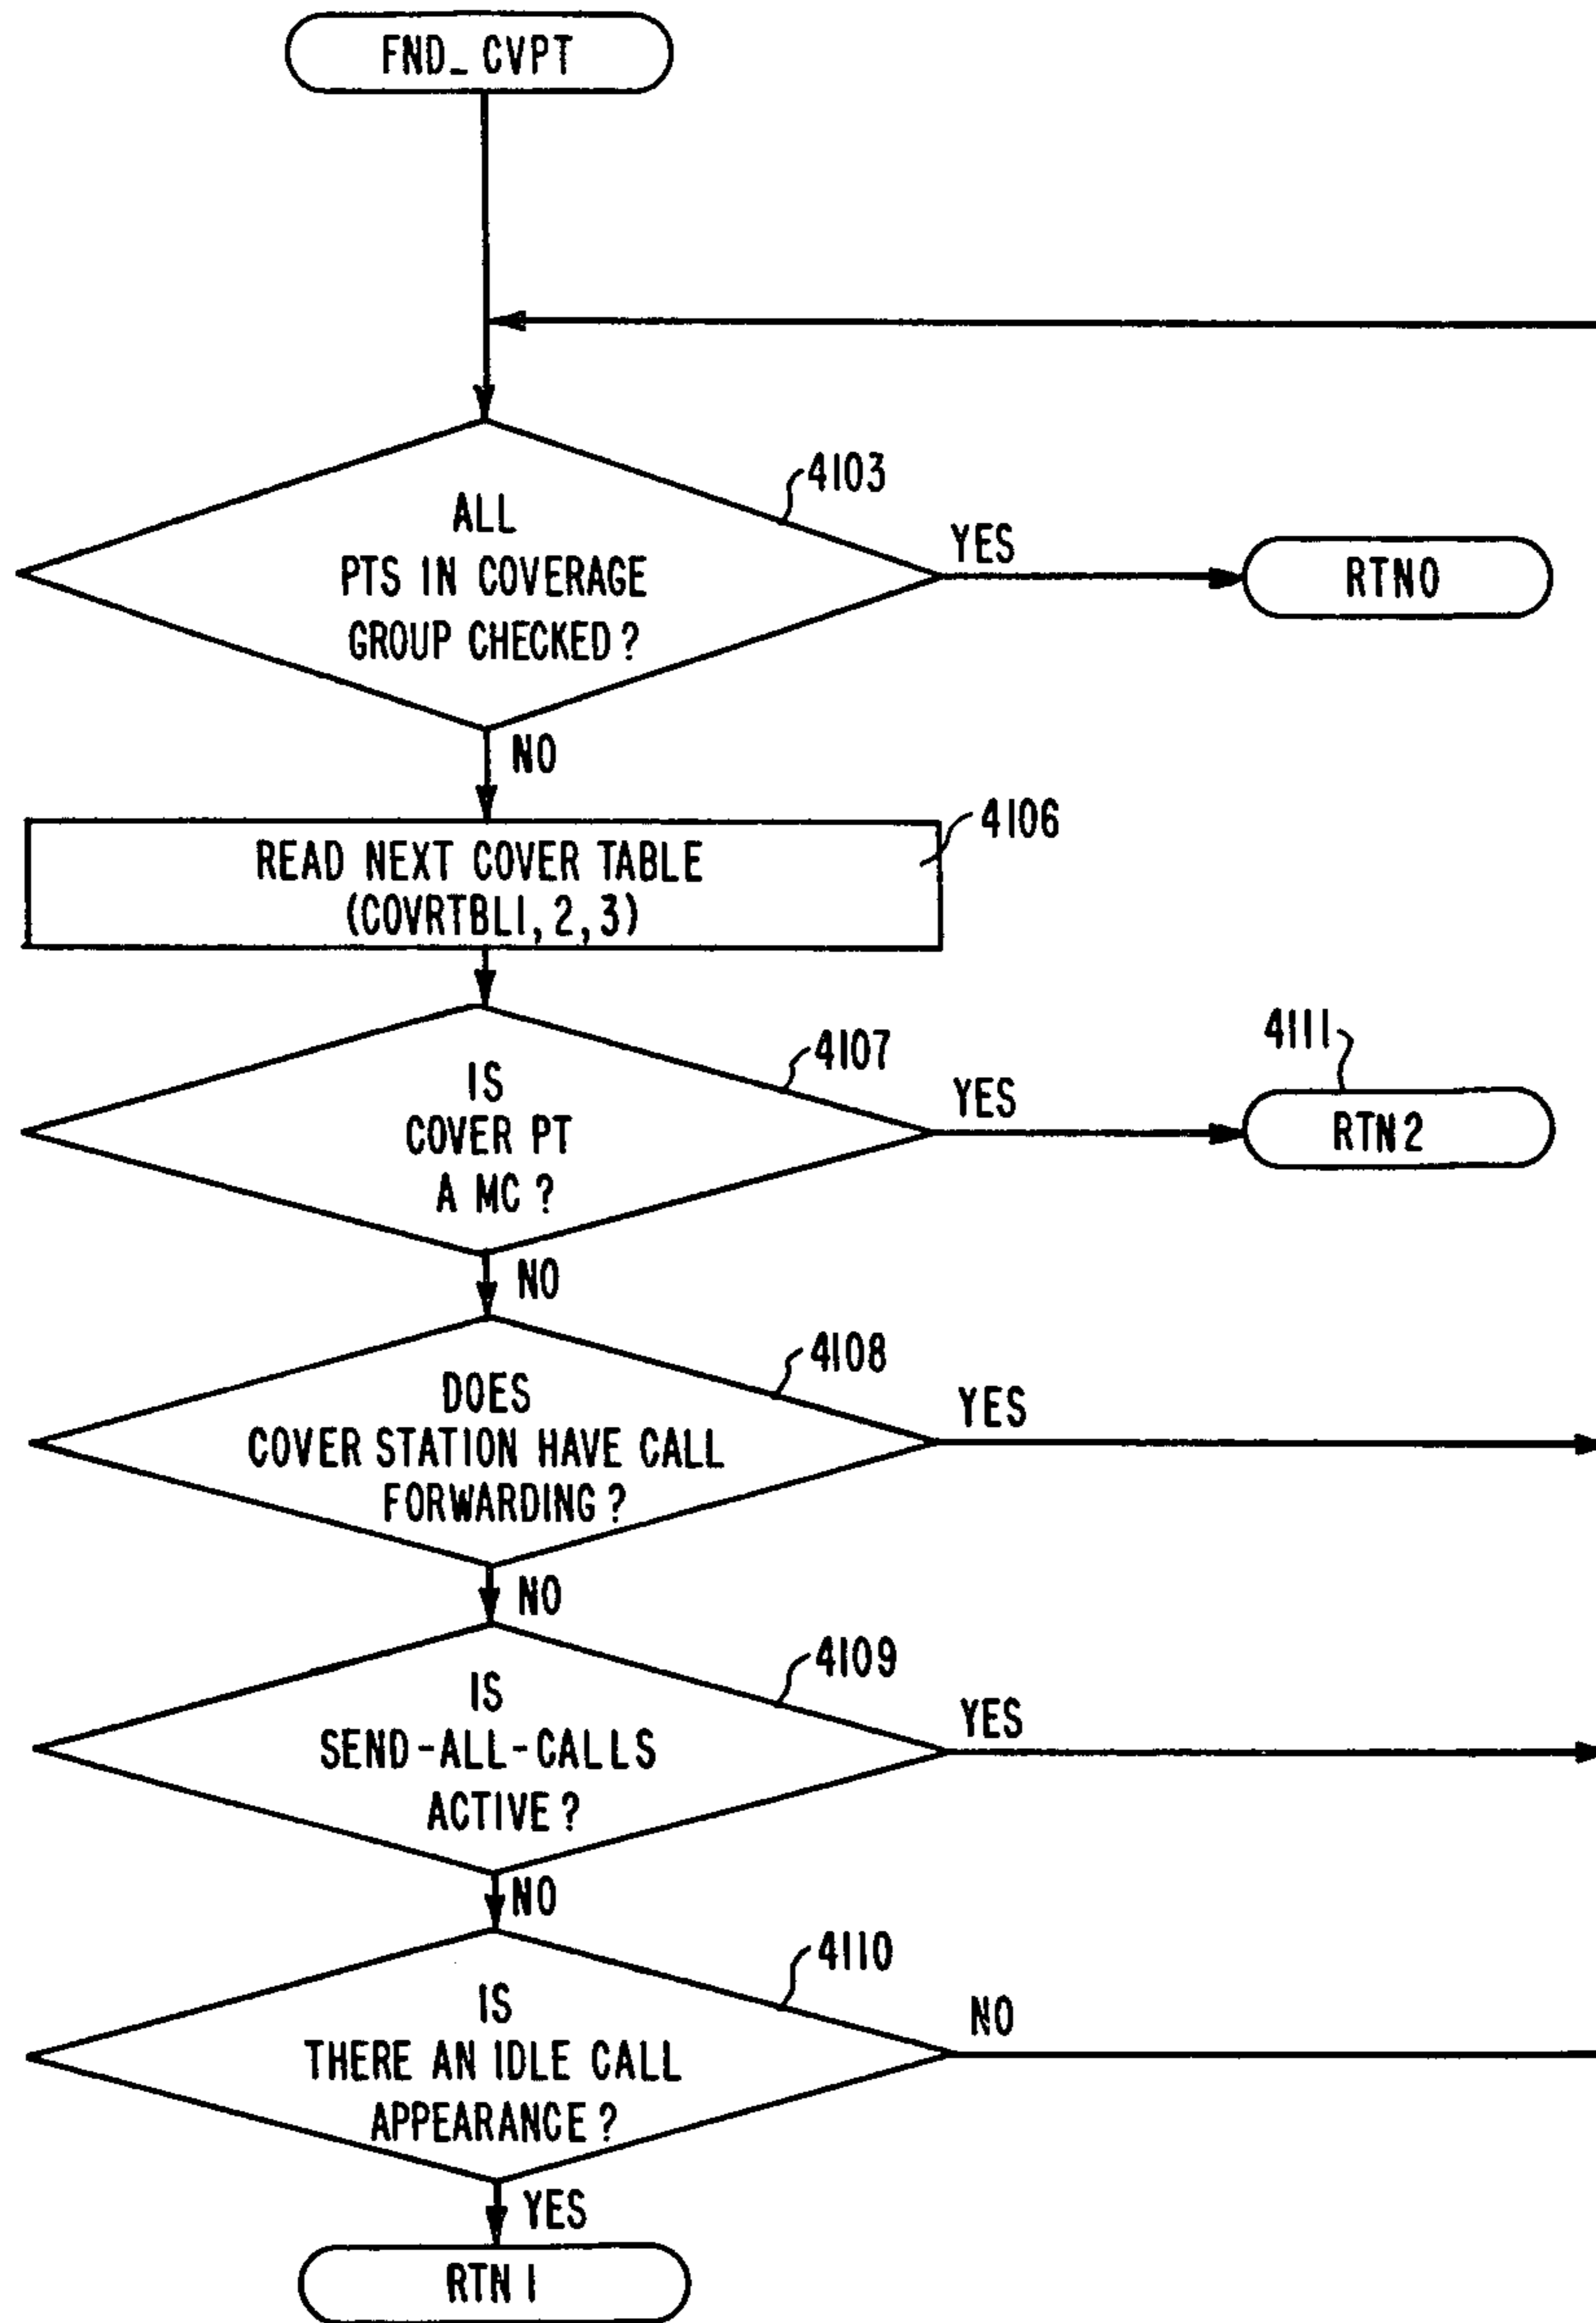 FND_ CVPT
4103
ALL
PTS IN COVERAGE
GROUP CHECKED?
YES
RTN0
NO
4106
READ NEXT COVER TABLE
(COVRTBL1, 2, 3)
4107
IS
COVER PT
A MC?
YES
4111
RTN2
NO
4108
DOES
COVER STATION HAVE CALL
FORWARDING?
YES
NO
4109
IS
SEND-ALL-CALLS
ACTIVE?
YES
NO
4110
IS
THERE AN IDLE CALL
APPEARANCE?
NO
YES
RTN 1